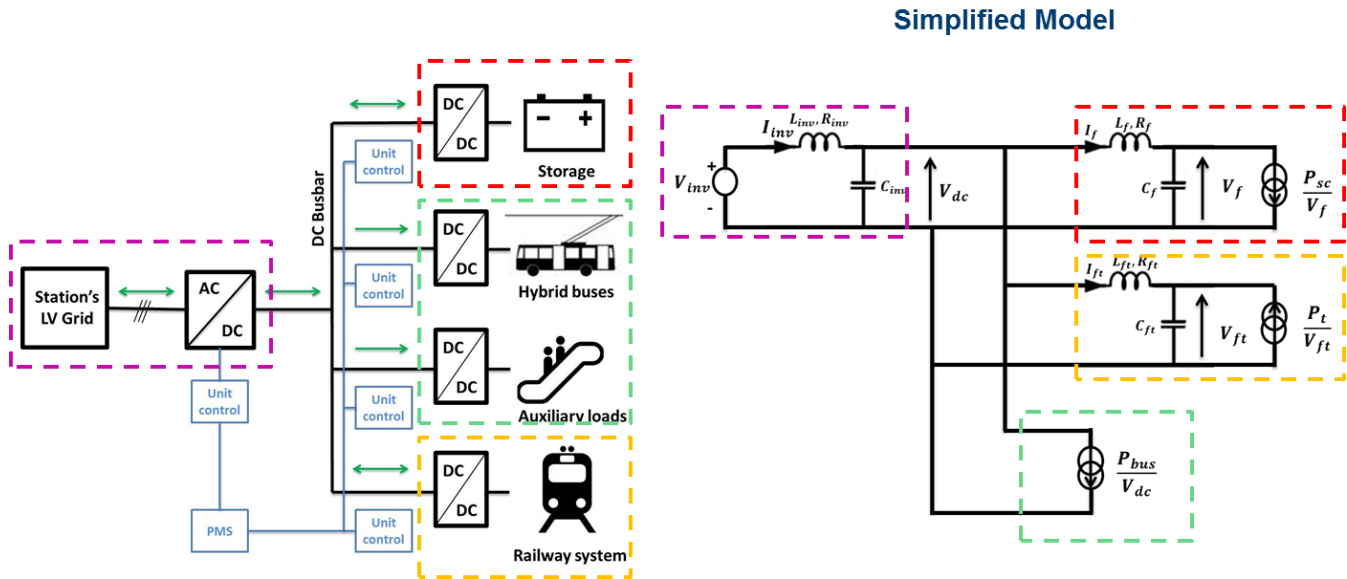 Simplified Model
DC
DC
Storage
Unit
control
DC Busbar
DC
DC
Hybrid buses
Unit
control
Station's
LV Grid
AC
DC
DC
DC
Auxiliary loads
Unit
control
Unit
control
DC
DC
Railway system
PMS
Unit
control
I_inv
L_inv, R_inv
+
V_inv
-
C_inv
V_dc
I_f
L_f, R_f
C_f
V_f
P_sc
V_f
I_ft
L_ft, R_ft
C_ft
V_ft
P_t
V_ft
P_bus
V_dc